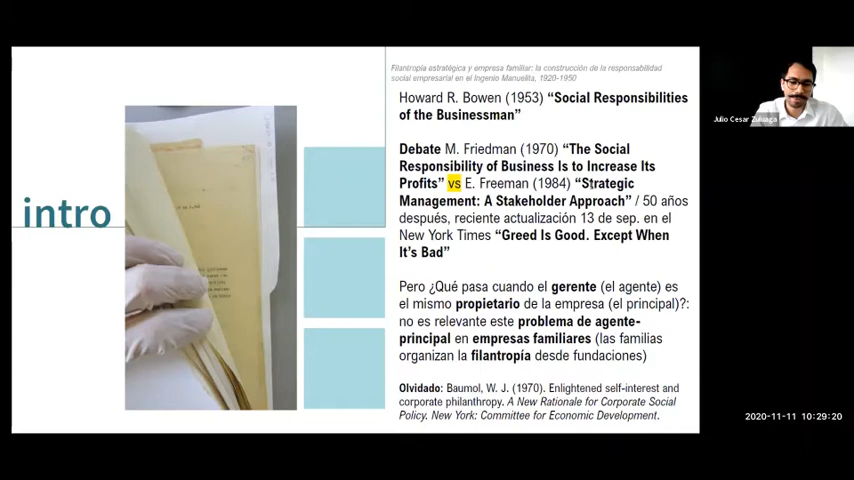 Filantropía estratégica y empresa familiar: la construcción de la responsabilidad
social empresarial en el Ingenio Manuelita, 1920-1950
Howard R. Bowen (1953) “Social Responsibilities
of the Businessman”
Debate M. Friedman (1970) “The Social
Responsibility of Business Is to Increase Its
Profits” vs E. Freeman (1984) “Strategic
Management: A Stakeholder Approach” / 50 años
después, reciente actualización 13 de sep. en el
New York Times “Greed Is Good. Except When
It’s Bad”
intro
Pero ¿Qué pasa cuando el gerente (el agente) es
el mismo propietario de la empresa (el principal)?:
no es relevante este problema de agente-
principal en empresas familiares (las familias
organizan la filantropía desde fundaciones)
Olvidado: Baumol, W. J. (1970). Enlightened self-interest and
corporate philanthropy. A New Rationale for Corporate Social
Policy. New York: Committee for Economic Development.
Julio Cesar Zuluaga
2020-11-11 10:29:20